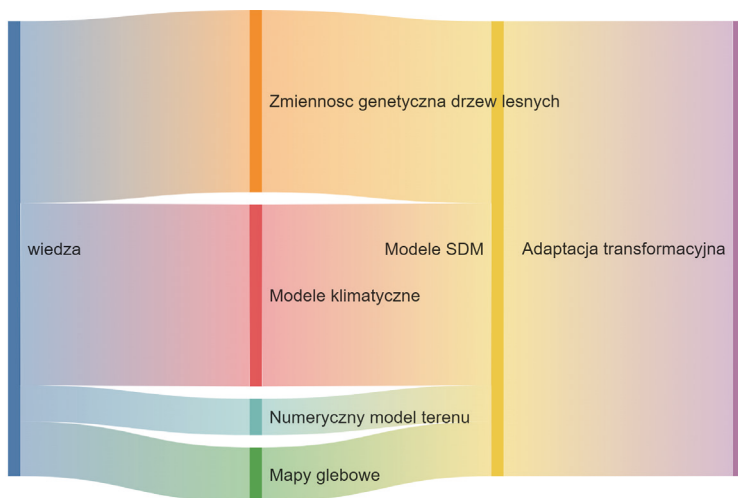 Zmiennosc genetyczna drzew lesnych
wiedza
Modele SDM
Adaptacja transformacyjna
Modele klimatyczne
Numeryczny model terenu
Mapy glebowe